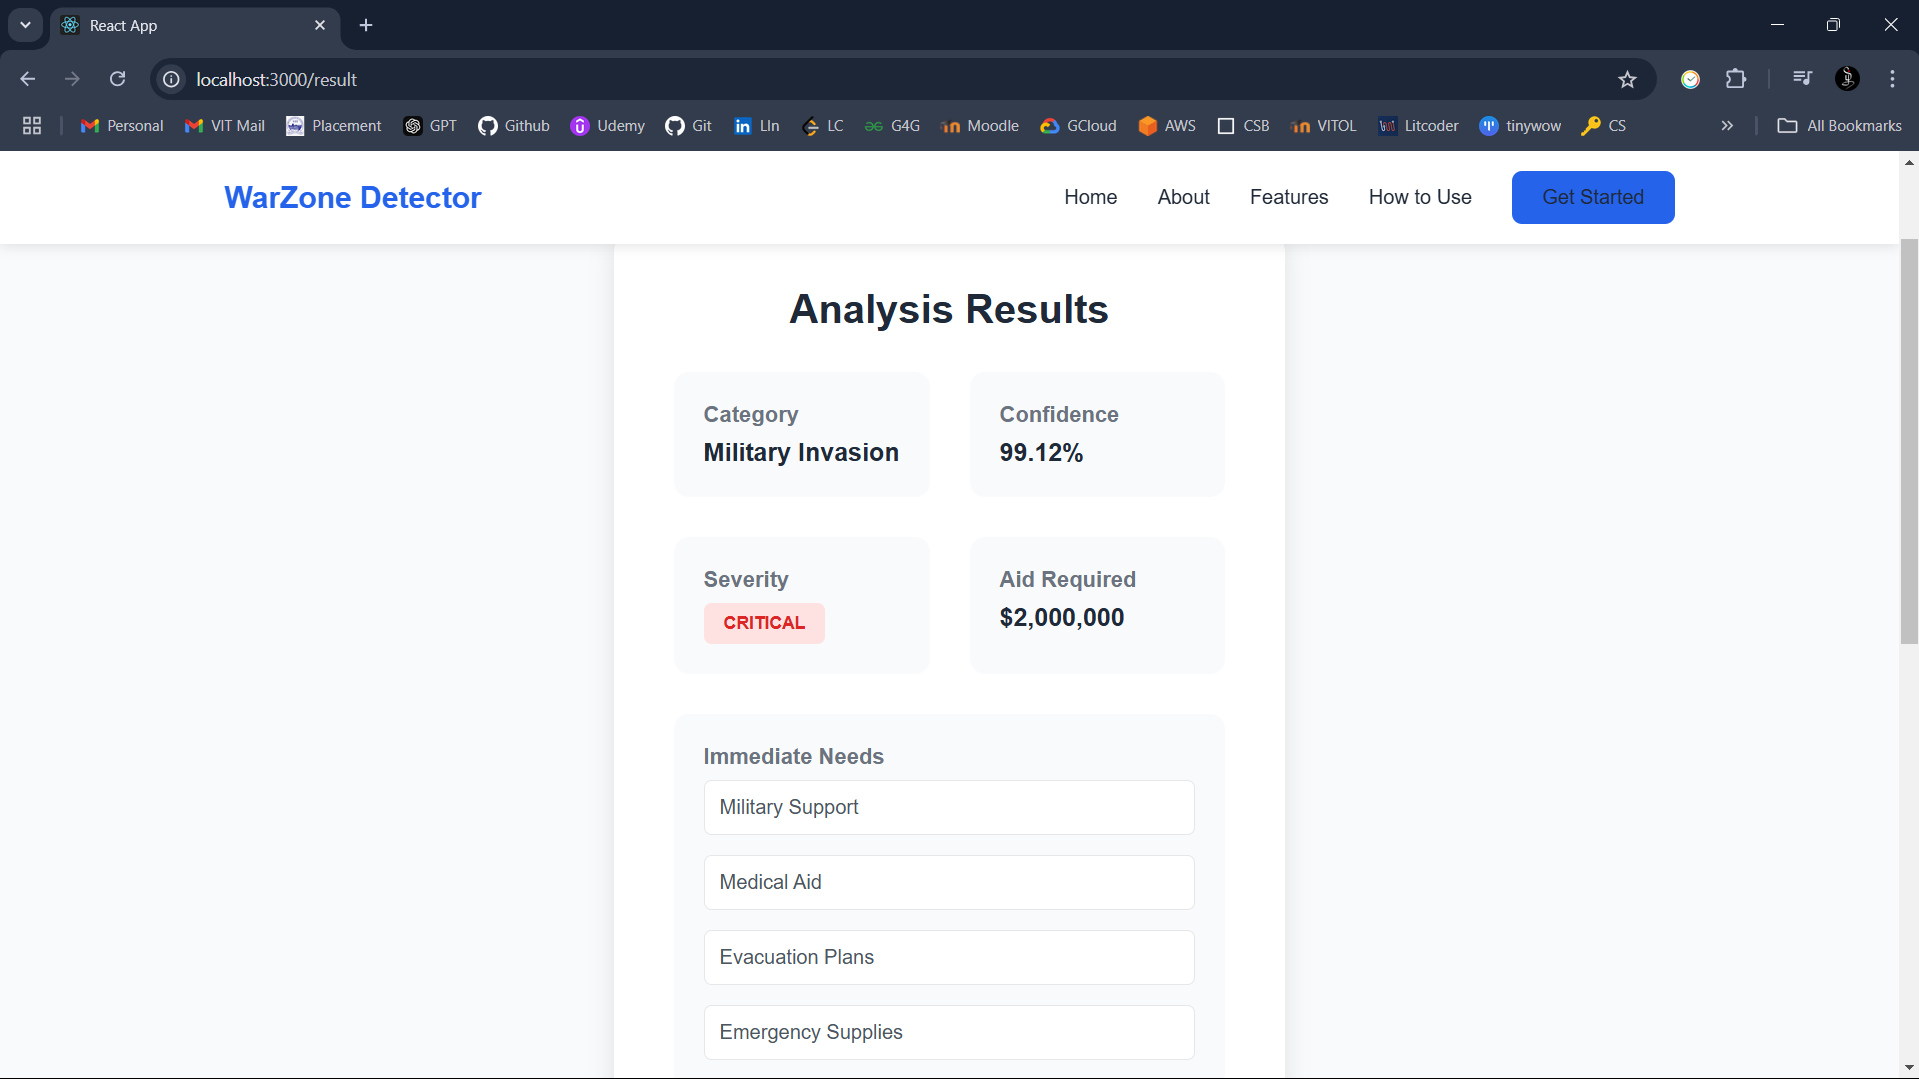 React App
localhost:3000/result
Personal VIT Mail Placement GPT Github Udemy Git LIn LC G4G Moodle GCloud AWS CSB VITOL Litcoder tinywow CS All Bookmarks
WarZone Detector Home About Features How to Use Get Started
Analysis Results
Category Confidence
Military Invasion 99.12%
Severity Aid Required
CRITICAL $2,000,000
Immediate Needs
Military Support
Medical Aid
Evacuation Plans
Emergency Supplies